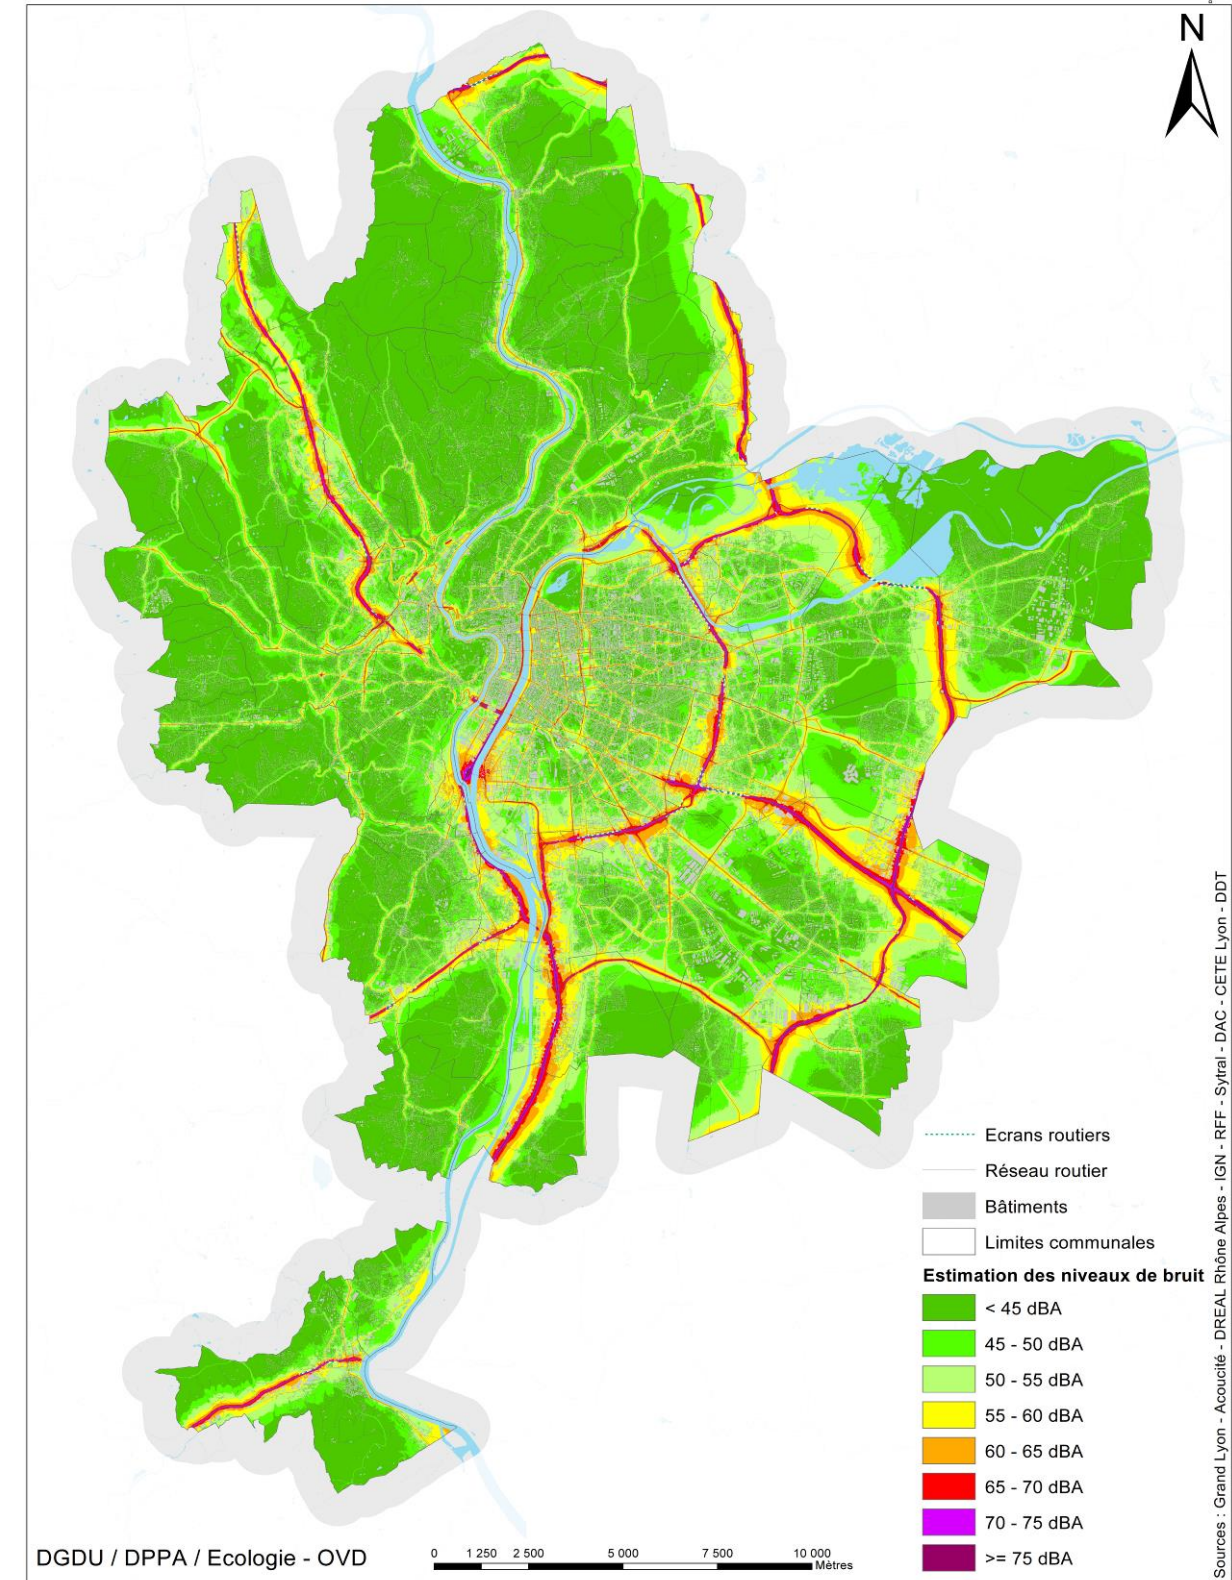 N
Ecrans routiers
Réseau routier
Bâtiments
Limites communales
Estimation des niveaux de bruit
< 45 dBA
45 - 50 dBA
50 - 55 dBA
55 - 60 dBA
60 - 65 dBA
65 - 70 dBA
70 - 75 dBA
>= 75 dBA
DGDU / DPPA / Ecologie - OVD
0 1 250 2 500 5 000 7 500 10 000
Mètres
Sources : Grand Lyon - Acoucité - DREAL Rhône Alpes - IGN - RFF - Sytral - DAC - CETE Lyon - DDT